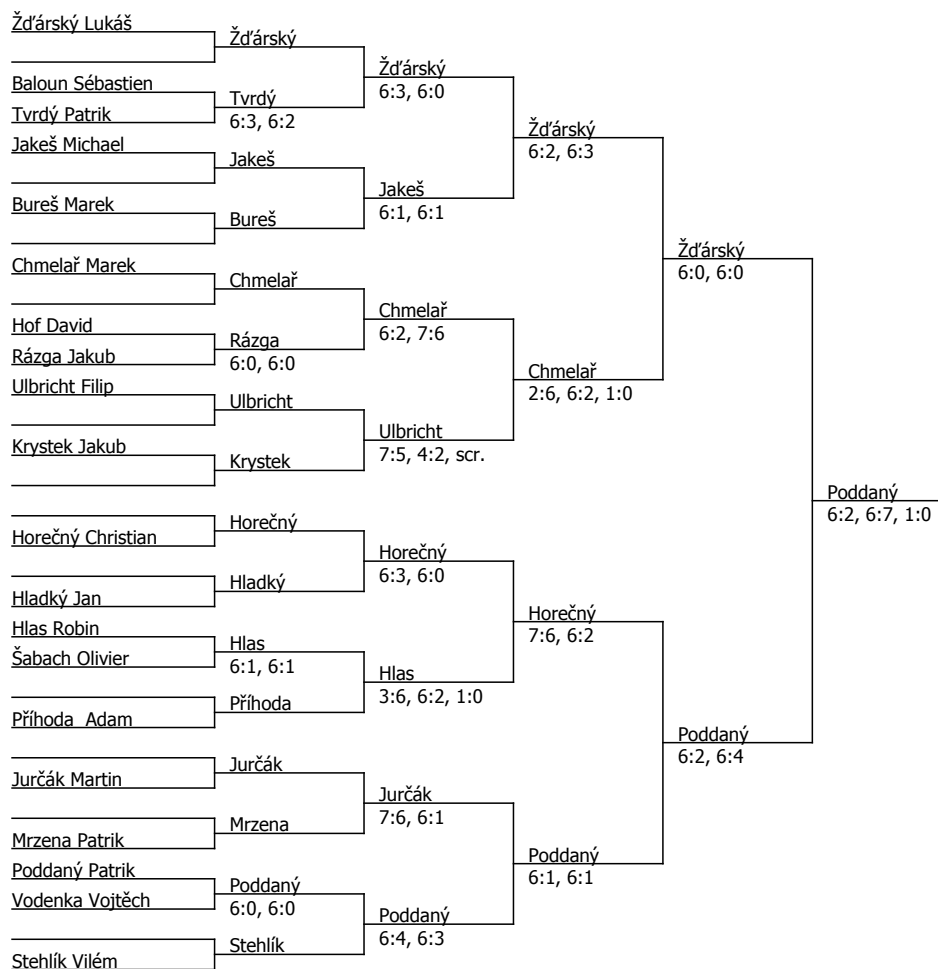 Žďárský Lukáš
Žďárský
Žďárský
6:3, 6:0
Baloun Sébastien
Tvrdý
6:3, 6:2
Tvrdý Patrik
Žďárský
6:2, 6:3
Jakeš Michael
Jakeš
Jakeš
6:1, 6:1
Bureš Marek
Bureš
Žďárský
6:0, 6:0
Chmelař Marek
Chmelař
Chmelař
6:2, 7:6
Hof David
Rázga
6:0, 6:0
Rázga Jakub
Chmelař
2:6, 6:2, 1:0
Ulbricht Filip
Ulbricht
Ulbricht
7:5, 4:2, scr.
Krystek Jakub
Krystek
Poddaný
6:2, 6:7, 1:0
Horečný
Horečný Christian
Horečný
6:3, 6:0
Hladký
Hladký Jan
Horečný
7:6, 6:2
Hlas Robin
Hlas
6:1, 6:1
Šabach Olivier
Hlas
3:6, 6:2, 1:0
Příhoda
Příhoda  Adam
Poddaný
6:2, 6:4
Jurčák
Jurčák Martin
Jurčák
7:6, 6:1
Mrzena
Mrzena Patrik
Poddaný
6:1, 6:1
Poddaný Patrik
Poddaný
6:0, 6:0
Vodenka Vojtěch
Poddaný
6:4, 6:3
Stehlík
Stehlík Vilém